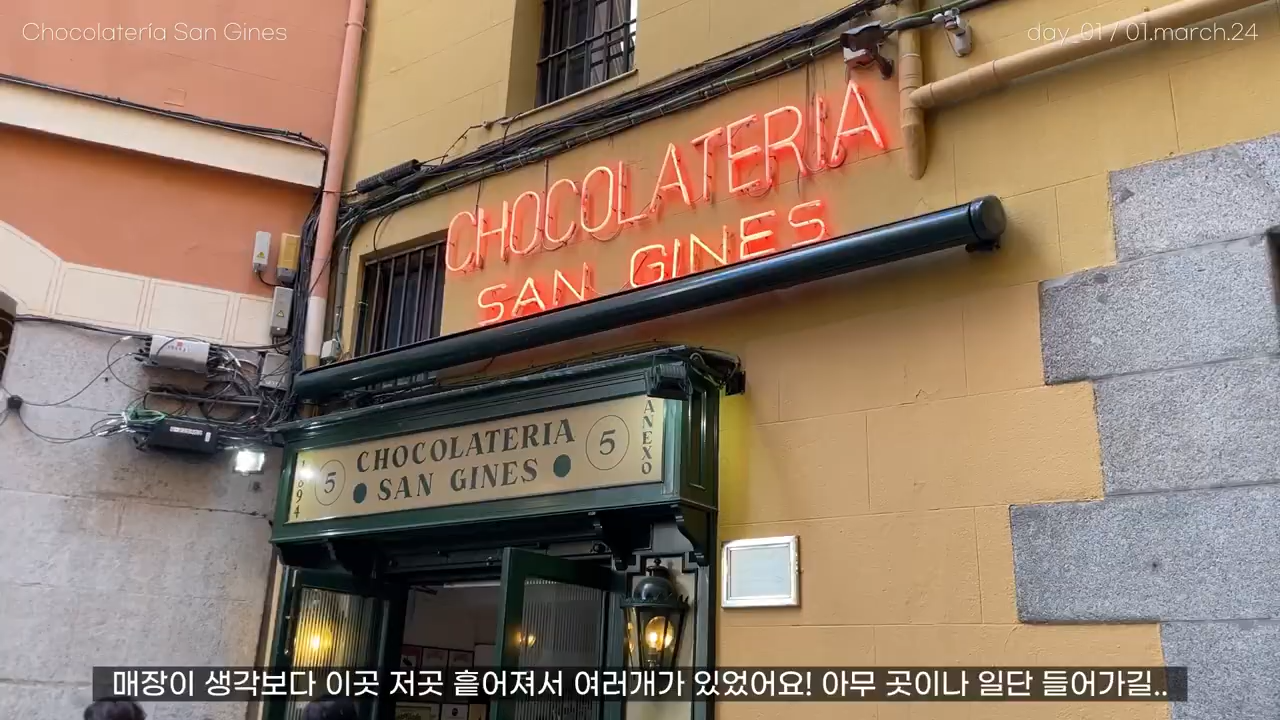 Chocolatería San Gines
day_01 / 01.march.24
CHOCOLATERIA
SAN GINES
1894
5
CHOCOLATERIA
SAN GINES
5
ANEXO
매장이 생각보다 이곳 저곳 흩어져서 여러개가 있었어요! 아무 곳이나 일단 들어가길..